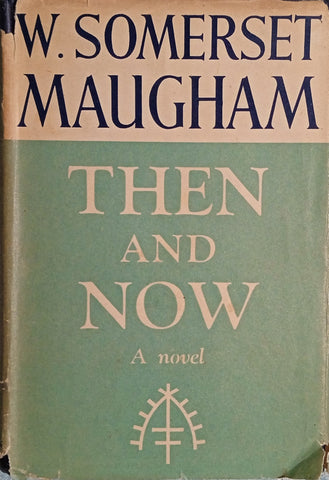 W. SOMERSET
MAUGHAM
THEN
AND
NOW
A novel